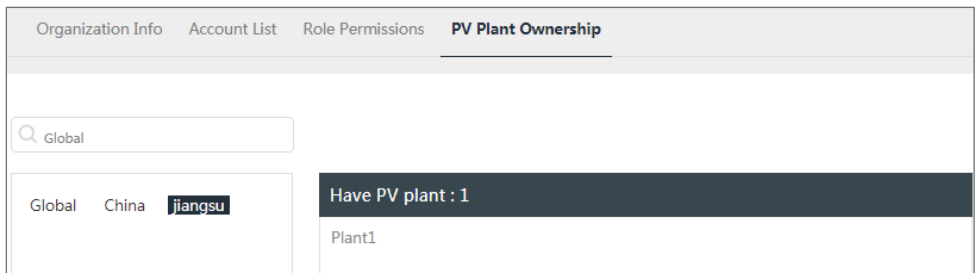 Organization Info Account List Role Permissions PV Plant Ownership
Global
Global China jiangsu
Have PV plant : 1
Plant1